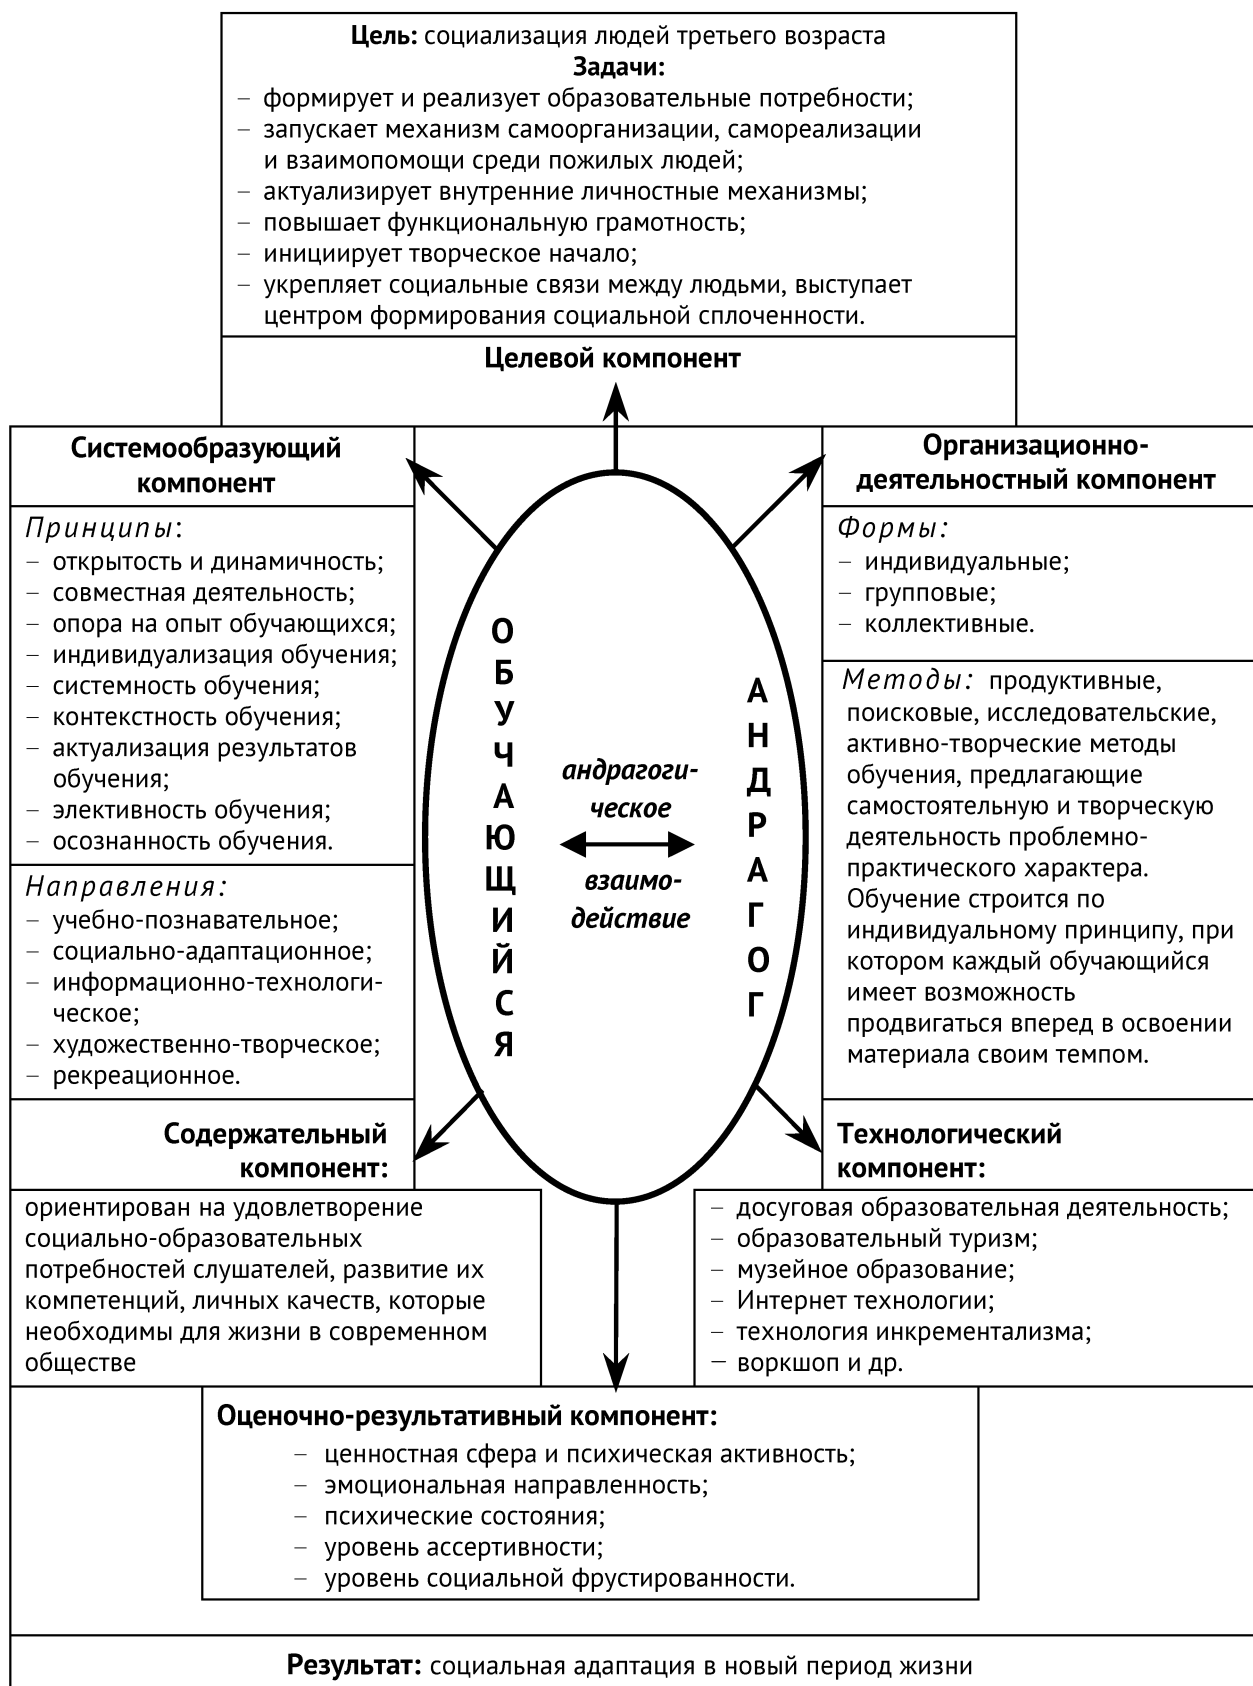 Цель: социализация людей третьего возраста
Задачи:
– формирует и реализует образовательные потребности;
– запускает механизм самоорганизации, самореализации
и взаимопомощи среди пожилых людей;
– актуализирует внутренние личностные механизмы;
– повышает функциональную грамотность;
– инициирует творческое начало;
– укрепляет социальные связи между людьми, выступает
центром формирования социальной сплоченности.
Целевой компонент
Системообразующий
компонент
Принципы:
– открытость и динамичность;
– совместная деятельность;
– опора на опыт обучающихся;
– индивидуализация обучения;
– системность обучения;
– контекстность обучения;
– актуализация результатов
обучения;
– элективность обучения;
– осознанность обучения.
Направления:
– учебно-познавательное;
– социально-адаптационное;
– информационно-технологи-
ческое;
– художественно-творческое;
– рекреационное.
ОБУЧАЮЩИЙСЯ
андрагоги-
ческое
взаимо-
действие
АНДРАГОГ
Организационно-
деятельностный компонент
Формы:
– индивидуальные;
– групповые;
– коллективные.
Методы: продуктивные,
поисковые, исследовательские,
активно-творческие методы
обучения, предлагающие
самостоятельную и творческую
деятельность проблемно-
практического характера.
Обучение строится по
индивидуальному принципу, при
котором каждый обучающийся
имеет возможность
продвигаться вперед в освоении
материала своим темпом.
Содержательный
компонент:
ориентирован на удовлетворение
социально-образовательных
потребностей слушателей, развитие их
компетенций, личных качеств, которые
необходимы для жизни в современном
обществе
Технологический
компонент:
– досуговая образовательная деятельность;
– образовательный туризм;
– музейное образование;
– Интернет технологии;
– технология инкрементализма;
– воркшоп и др.
Оценочно-результативный компонент:
– ценностная сфера и психическая активность;
– эмоциональная направленность;
– психические состояния;
– уровень ассертивности;
– уровень социальной фрустированности.
Результат: социальная адаптация в новый период жизни